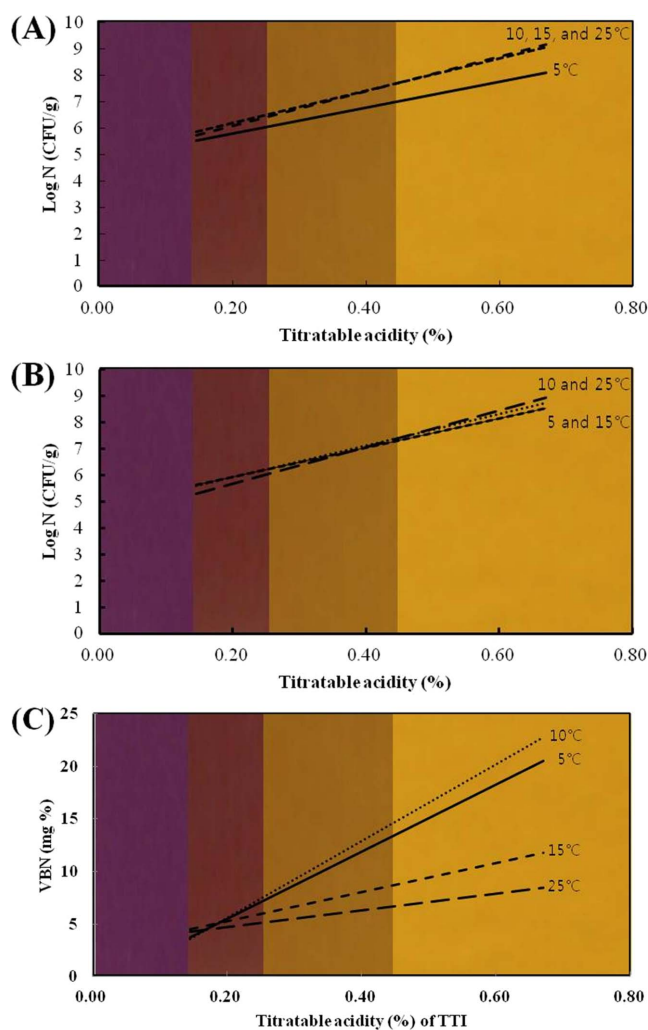 (A)
10
9
8
7
6
5
4
3
2
1
0
Log N (CFU/g)
10, 15, and 25℃
5℃
0.00 0.20 0.40 0.60 0.80
Titratable acidity (%)
(B)
10
9
8
7
6
5
4
3
2
1
0
Log N (CFU/g)
10 and 25℃
5 and 15℃
0.00 0.20 0.40 0.60 0.80
Titratable acidity (%)
(C)
25
20
15
10
5
0
VBN (mg %)
10℃
5℃
15℃
25℃
0.00 0.20 0.40 0.60 0.80
Titratable acidity (%) of TTI